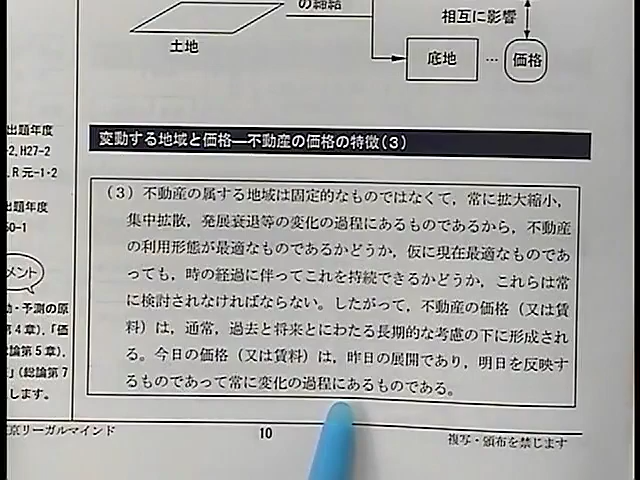 の締結
土地
相互に影響
底地
…
価格
変動する地域と価格―不動産の価格の特徴(3)
出題年度
-2, H27-2
, R元-1・2
出題年度
60-1
メント
動・予測の原
第4章),「価
総論第5章),
」(総論第7
します。
(3)不動産の属する地域は固定的なものではなくて,常に拡大縮小,
集中拡散,発展衰退等の変化の過程にあるものであるから,不動産
の利用形態が最適なものであるかどうか,仮に現在最適なものであ
っても,時の経過に伴ってこれを持続できるかどうか,これらは常
に検討されなければならない。したがって,不動産の価格(又は賃
料)は,通常,過去と将来とにわたる長期的な考慮の下に形成され
る。今日の価格(又は賃料)は,昨日の展開であり,明日を反映す
るものであって常に変化の過程にあるものである。
京リーガルマインド
10
複写・頒布を禁じます